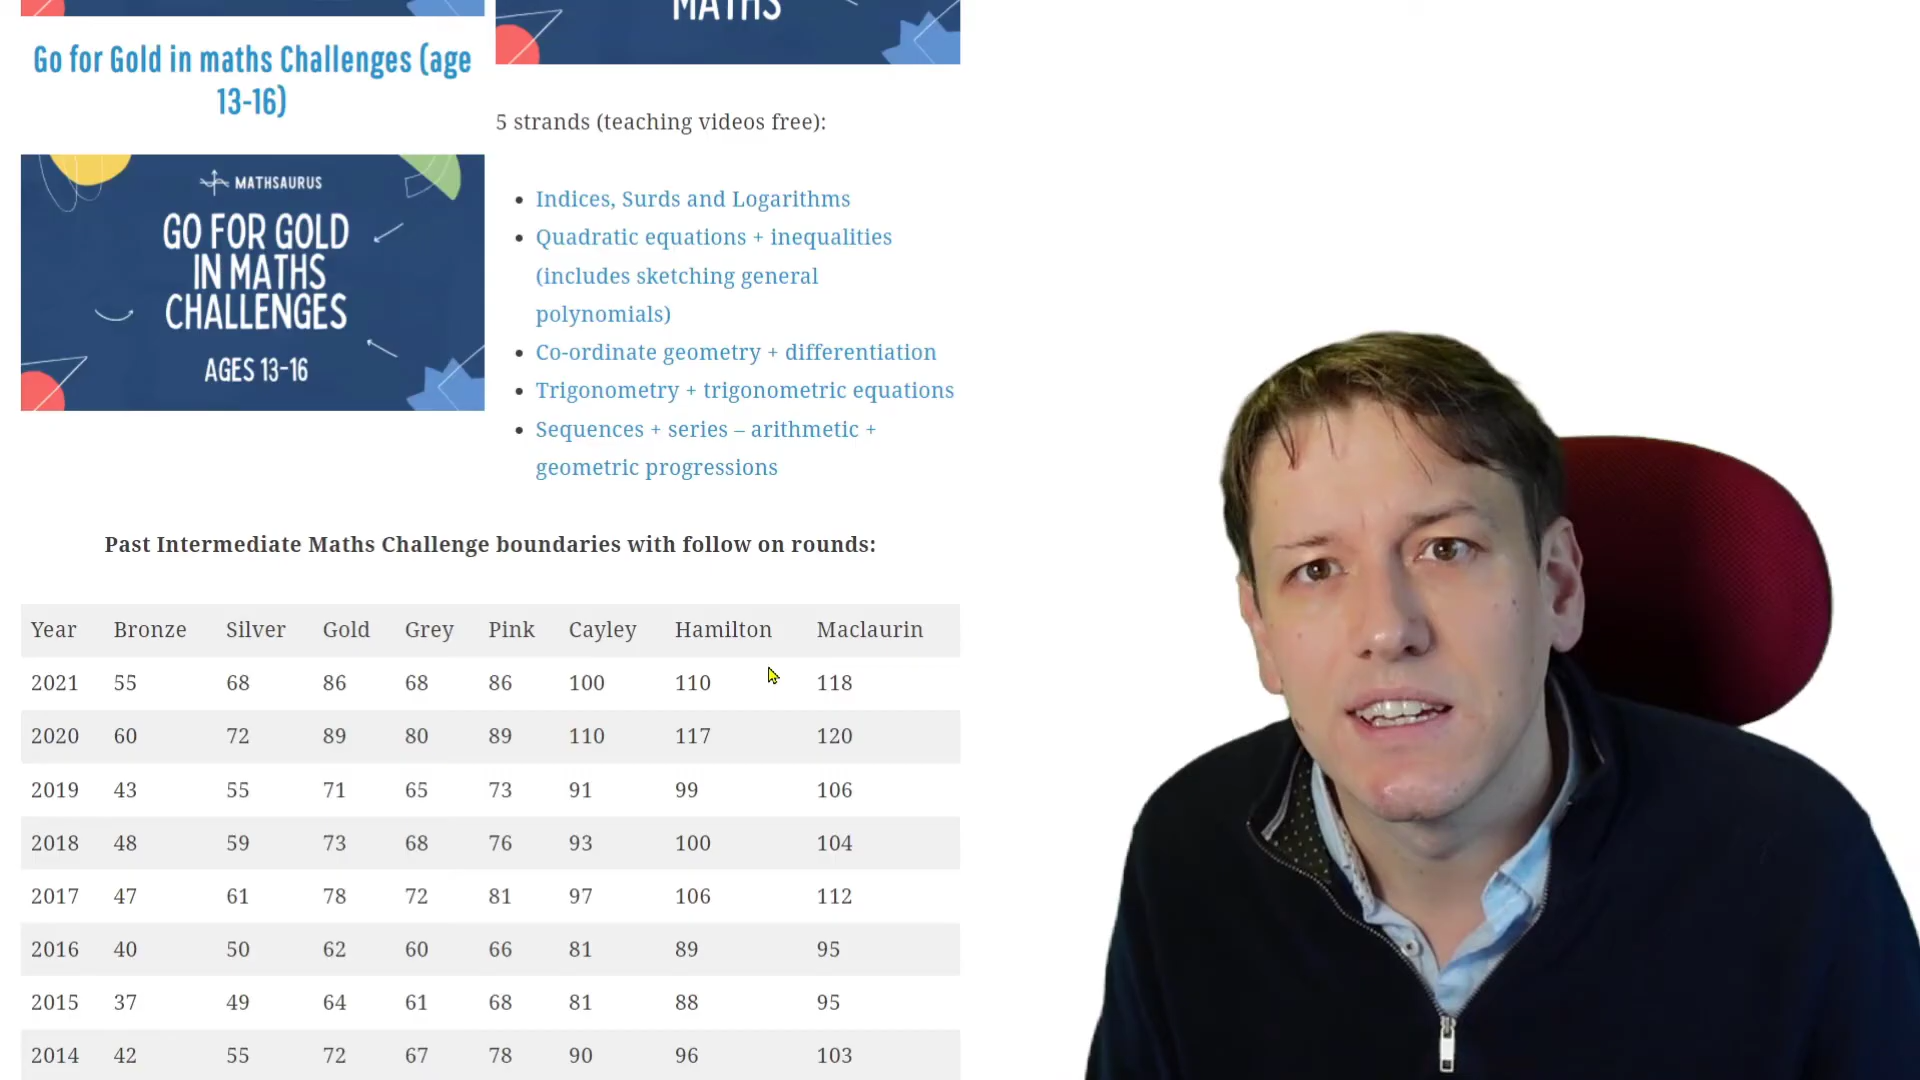 Go for Gold in maths Challenges (age
13-16)
MATHSAURUS
GO FOR GOLD
IN MATHS
CHALLENGES
AGES 13-16
MATHS
5 strands (teaching videos free):
Indices, Surds and Logarithms
Quadratic equations + inequalities
(includes sketching general
polynomials)
Co-ordinate geometry + differentiation
Trigonometry + trigonometric equations
Sequences + series – arithmetic +
geometric progressions
Past Intermediate Maths Challenge boundaries with follow on rounds:
Year Bronze Silver Gold Grey Pink Cayley Hamilton Maclaurin
2021 55 68 86 68 86 100 110 118
2020 60 72 89 80 89 110 117 120
2019 43 55 71 65 73 91 99 106
2018 48 59 73 68 76 93 100 104
2017 47 61 78 72 81 97 106 112
2016 40 50 62 60 66 81 89 95
2015 37 49 64 61 68 81 88 95
2014 42 55 72 67 78 90 96 103